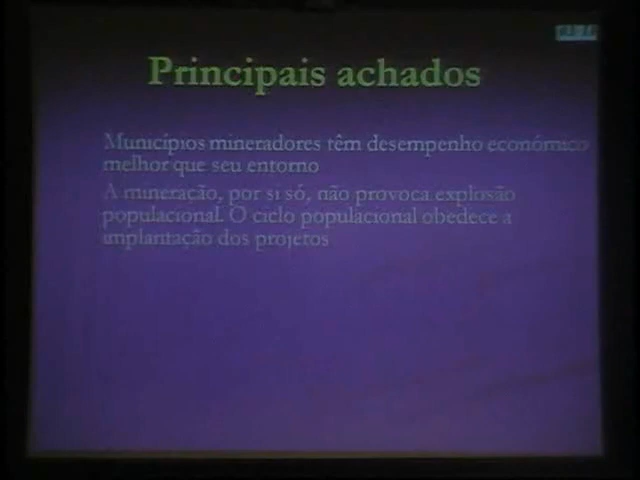 Principais achados
Municípios mineradores têm desempenho econômico
melhor que seu entorno
A mineração, por si só, não provoca explosão
populacional. O ciclo populacional obedece a
implantação dos projetos